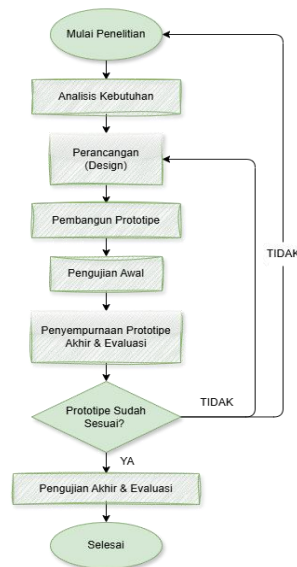 Mulai Penelitian
Analisis Kebutuhan
Perancangan
(Design)
Pembangun Prototipe
Pengujian Awal
Penyempurnaan Prototipe
Akhir & Evaluasi
Prototipe Sudah
Sesuai?
TIDAK
TIDAK
YA
Pengujian Akhir & Evaluasi
Selesai